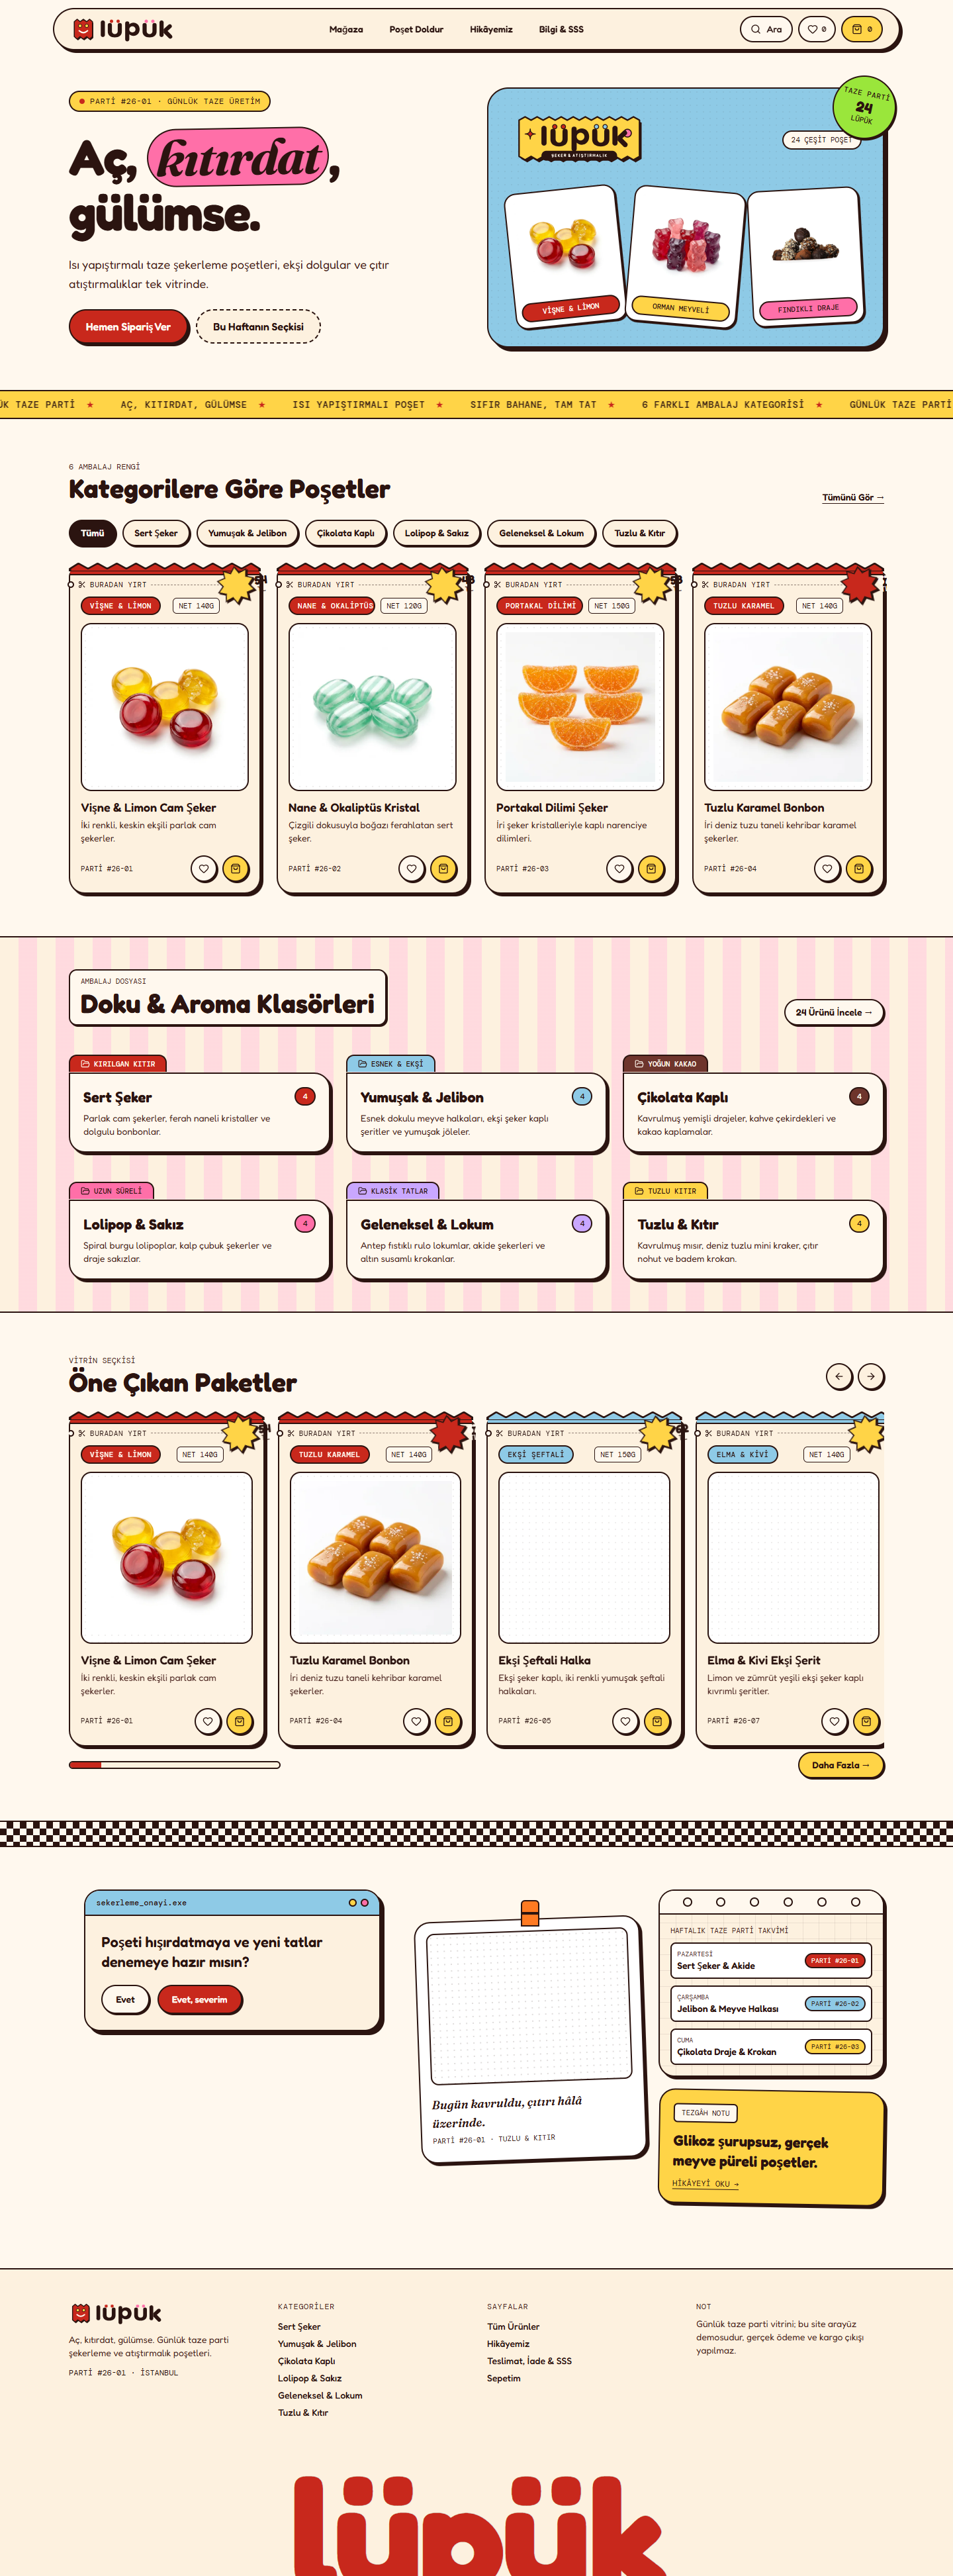 lüpük
Mağaza
Poşet Doldur
Hikâyemiz
Bilgi & SSS
Ara
0
0
PARTİ #26-01 · GÜNLÜK TAZE ÜRETİM
Aç, kıtırdat,
gülümse.
Isı yapıştırmalı taze şekerleme poşetleri, ekşi dolgular ve çıtır
atıştırmalıklar tek vitrinde.
Hemen Sipariş Ver
Bu Haftanın Seçkisi
TAZE PARTİ
24
LÜPÜK
lüpük
ŞEKER & ATIŞTIRMALIK
24 ÇEŞİT POŞET
VİŞNE & LİMON
ORMAN MEYVELİ
FINDIKLI DRAJE
ÜK TAZE PARTİ ★ AÇ, KITIRDAT, GÜLÜMSE ★ ISI YAPIŞTIRMALI POŞET ★ SIFIR BAHANE, TAM TAT ★ 6 FARKLI AMBALAJ KATEGORİSİ ★ GÜNLÜK TAZE PARTİ
6 AMBALAJ RENGİ
Kategorilere Göre Poşetler
Tümünü Gör →
Tümü
Sert Şeker
Yumuşak & Jelibon
Çikolata Kaplı
Lolipop & Sakız
Geleneksel & Lokum
Tuzlu & Kıtır
BURADAN YIRT
VİŞNE & LİMON
NET 140G
Vişne & Limon Cam Şeker
İki renkli, keskin ekşili parlak cam
şekerler.
PARTİ #26-01
BURADAN YIRT
NANE & OKALİPTÜS
NET 120G
Nane & Okaliptüs Kristal
Çizgili dokusuyla boğazı ferahlatan sert
şeker.
PARTİ #26-02
BURADAN YIRT
PORTAKAL DİLİMİ
NET 150G
Portakal Dilimi Şeker
İri şeker kristalleriyle kaplı narenciye
dilimleri.
PARTİ #26-03
BURADAN YIRT
TUZLU KARAMEL
NET 140G
Tuzlu Karamel Bonbon
İri deniz tuzu taneli kehribar karamel
şekerler.
PARTİ #26-04
AMBALAJ DOSYASI
Doku & Aroma Klasörleri
24 Ürünü İncele →
KIRILGAN KITIR
Sert Şeker
4
Parlak cam şekerler, ferah naneli kristaller ve
dolgulu bonbonlar.
ESNEK & EKŞİ
Yumuşak & Jelibon
4
Esnek dokulu meyve halkaları, ekşi şeker kaplı
şeritler ve yumuşak jöleler.
YOĞUN KAKAO
Çikolata Kaplı
4
Kavrulmuş yemişli drajeler, kahve çekirdekleri ve
kakao kaplamalar.
UZUN SÜRELİ
Lolipop & Sakız
4
Spiral burgu lolipoplar, kalp çubuk şekerler ve
draje sakızlar.
KLASİK TATLAR
Geleneksel & Lokum
4
Antep fıstıklı rulo lokumlar, akide şekerleri ve
altın susamlı krokanlar.
TUZLU KITIR
Tuzlu & Kıtır
4
Kavrulmuş mısır, deniz tuzlu mini kraker, çıtır
nohut ve badem krokan.
VİTRİN SEÇKİSİ
Öne Çıkan Paketler
BURADAN YIRT
VİŞNE & LİMON
NET 140G
Vişne & Limon Cam Şeker
İki renkli, keskin ekşili parlak cam
şekerler.
PARTİ #26-01
BURADAN YIRT
TUZLU KARAMEL
NET 140G
Tuzlu Karamel Bonbon
İri deniz tuzu taneli kehribar karamel
şekerler.
PARTİ #26-04
BURADAN YIRT
EKŞİ ŞEFTALİ
NET 150G
Ekşi Şeftali Halka
Ekşi şeker kaplı, iki renkli yumuşak şeftali
halkaları.
PARTİ #26-05
BURADAN YIRT
ELMA & KİVİ
NET 140G
Elma & Kivi Ekşi Şerit
Limon ve zümrüt yeşili ekşi şeker kaplı
kıvrımlı şeritler.
PARTİ #26-07
Daha Fazla →
sekerleme_onayi.exe
Poşeti hışırdatmaya ve yeni tatlar
denemeye hazır mısın?
Evet
Evet, severim
Bugün kavruldu, çıtırı hâlâ
üzerinde.
PARTİ #26-01 · TUZLU & KITIR
HAFTALIK TAZE PARTİ TAKVİMİ
PAZARTESİ
Sert Şeker & Akide
PARTİ #26-01
ÇARŞAMBA
Jelibon & Meyve Halkası
PARTİ #26-02
CUMA
Çikolata Draje & Krokan
PARTİ #26-03
TEZGÂH NOTU
Glikoz şurupsuz, gerçek
meyve püreli poşetler.
HİKÂYEYİ OKU →
lüpük
Aç, kıtırdat, gülümse. Günlük taze parti
şekerleme ve atıştırmalık poşetleri.
PARTİ #26-01 · İSTANBUL
KATEGORİLER
Sert Şeker
Yumuşak & Jelibon
Çikolata Kaplı
Lolipop & Sakız
Geleneksel & Lokum
Tuzlu & Kıtır
SAYFALAR
Tüm Ürünler
Hikâyemiz
Teslimat, İade & SSS
Sepetim
NOT
Günlük taze parti vitrini; bu site arayüz
demosudur, gerçek ödeme ve kargo çıkışı
yapılmaz.
lüpük